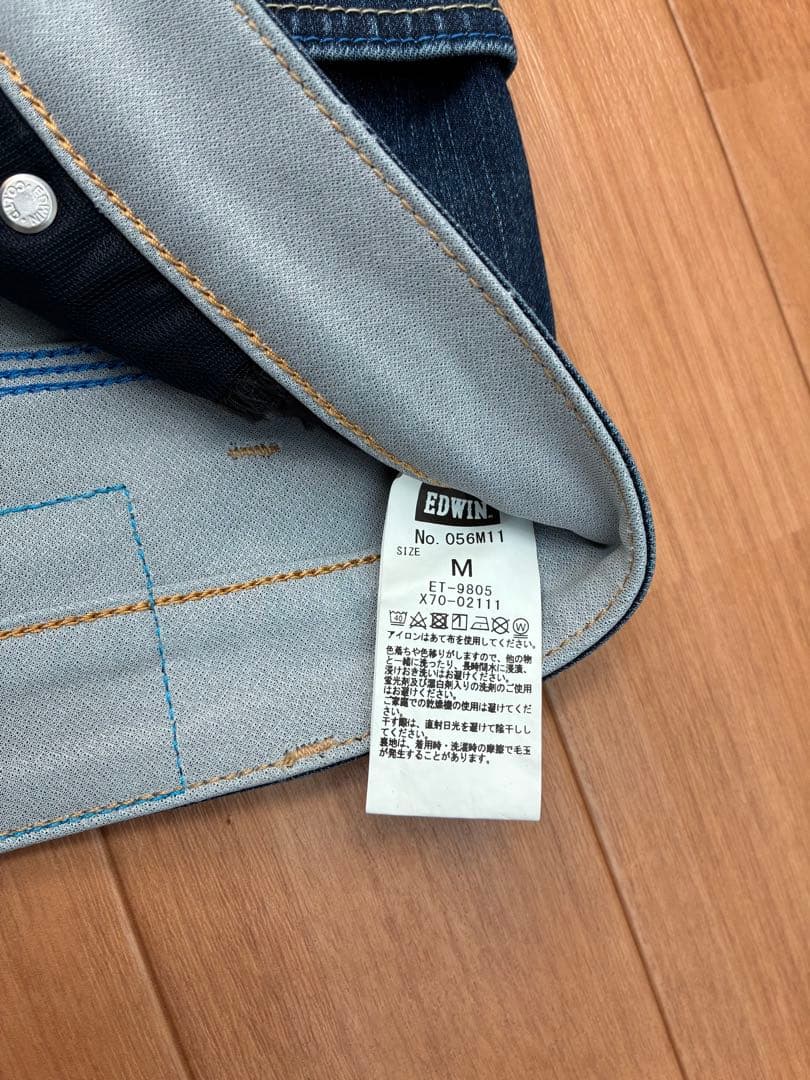 EDWIN
EDWIN
No. 056M11
SIZE
M
ET-9805
X70-02111
40
W
アイロンはあて布を使用してください。
色落ちや色移りがしますので、他の物
と一緒に洗ったり、長時間水に浸漬、
浸けおき洗いはお避けください。
蛍光剤及び漂白剤入りの洗剤のご使用
はお避けください。
ご家庭での乾燥機の使用は避けてくだ
さい。
干す際は、直射日光を避けて陰干しし
てください。
裏地は、着用時・洗濯時の摩擦で毛玉
が発生することがあります。